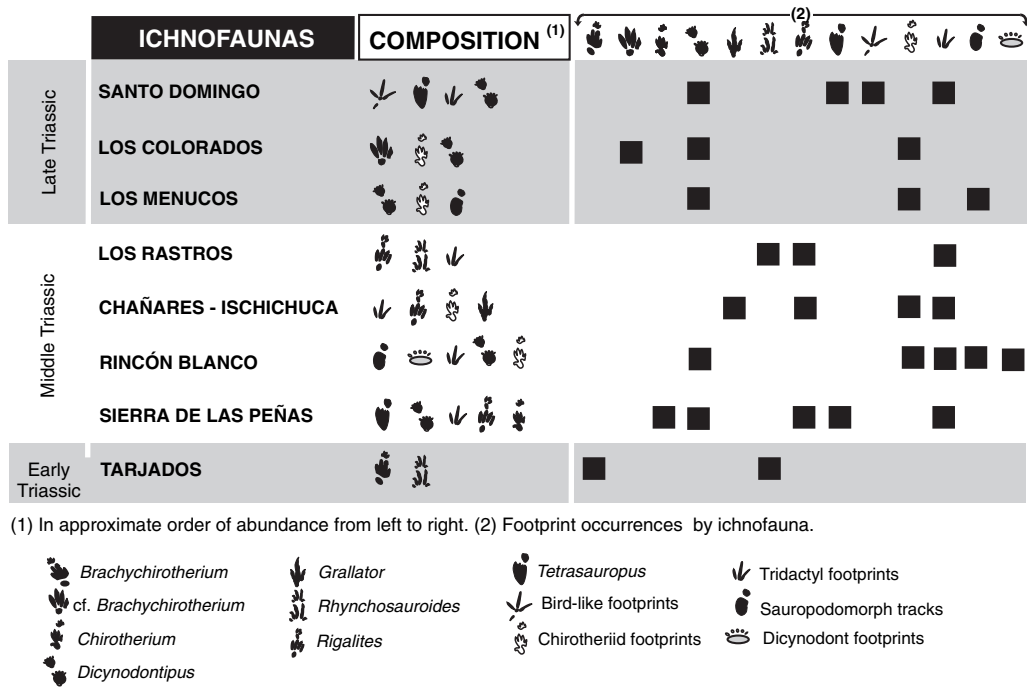 ICHNOFAUNAS COMPOSITION (1) (2)
Late Triassic
SANTO DOMINGO
LOS COLORADOS
LOS MENUCOS
Middle Triassic
LOS RASTROS
CHAÑARES - ISCHICHUCA
RINCÓN BLANCO
SIERRA DE LAS PEÑAS
Early
Triassic
TARJADOS
(1) In approximate order of abundance from left to right. (2) Footprint occurrences by ichnofauna.
Brachychirotherium
cf. Brachychirotherium
Chirotherium
Dicynodontipus
Grallator
Rhynchosauroides
Rigalites
Tetrasauropus
Bird-like footprints
Chirotheriid footprints
Tridactyl footprints
Sauropodomorph tracks
Dicynodont footprints